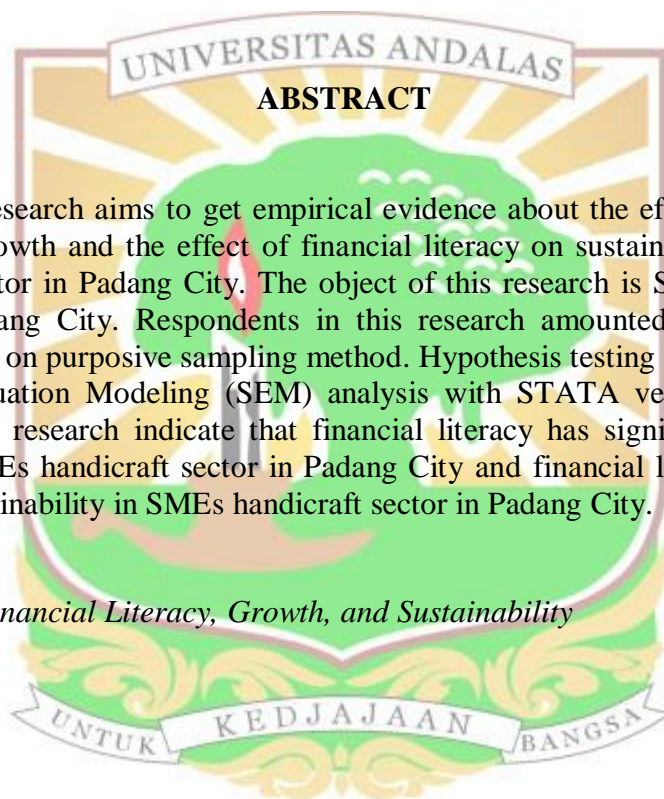 UNIVERSITAS ANDALAS
ABSTRACT
esearch aims to get empirical evidence about the ef
owth and the effect of financial literacy on sustain
tor in Padang City. The object of this research is S
ang City. Respondents in this research amounted
on purposive sampling method. Hypothesis testing
uation Modeling (SEM) analysis with STATA ve
research indicate that financial literacy has signi
Es handicraft sector in Padang City and financial l
inability in SMEs handicraft sector in Padang City.
nancial Literacy, Growth, and Sustainability
UNTUK KEDJAJAAN BANGSA